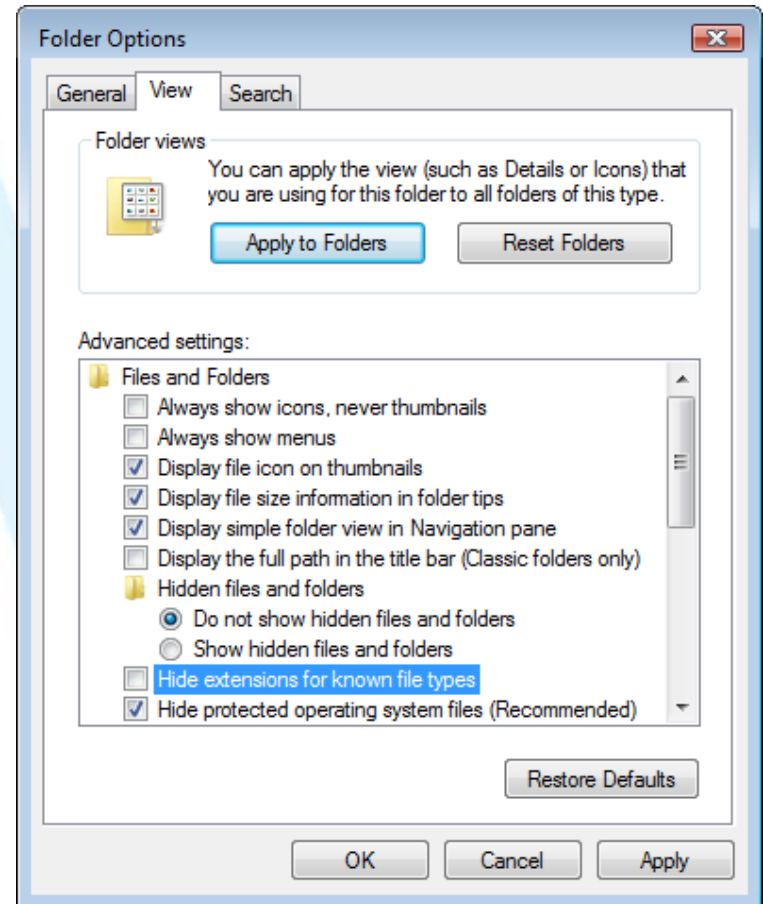 Folder Options
General View Search
Folder views
You can apply the view (such as Details or Icons) that
you are using for this folder to all folders of this type.
Apply to Folders Reset Folders
Advanced settings:
Files and Folders
Always show icons, never thumbnails
Always show menus
Display file icon on thumbnails
Display file size information in folder tips
Display simple folder view in Navigation pane
Display the full path in the title bar (Classic folders only)
Hidden files and folders
Do not show hidden files and folders
Show hidden files and folders
Hide extensions for known file types
Hide protected operating system files (Recommended)
Restore Defaults
OK Cancel Apply